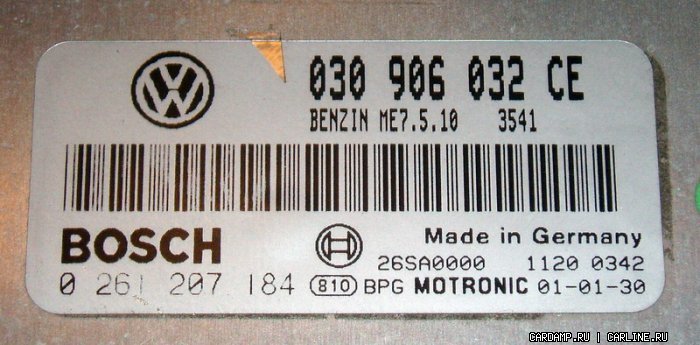 030 906 032 CE
BENZIN ME7.5.10 3541
BOSCH
Made in Germany
26SA0000 1120 0342
0 261 207 184 810 BPG MOTRONIC 01-01-30
CARDAMP.RU | CARLINE.RU